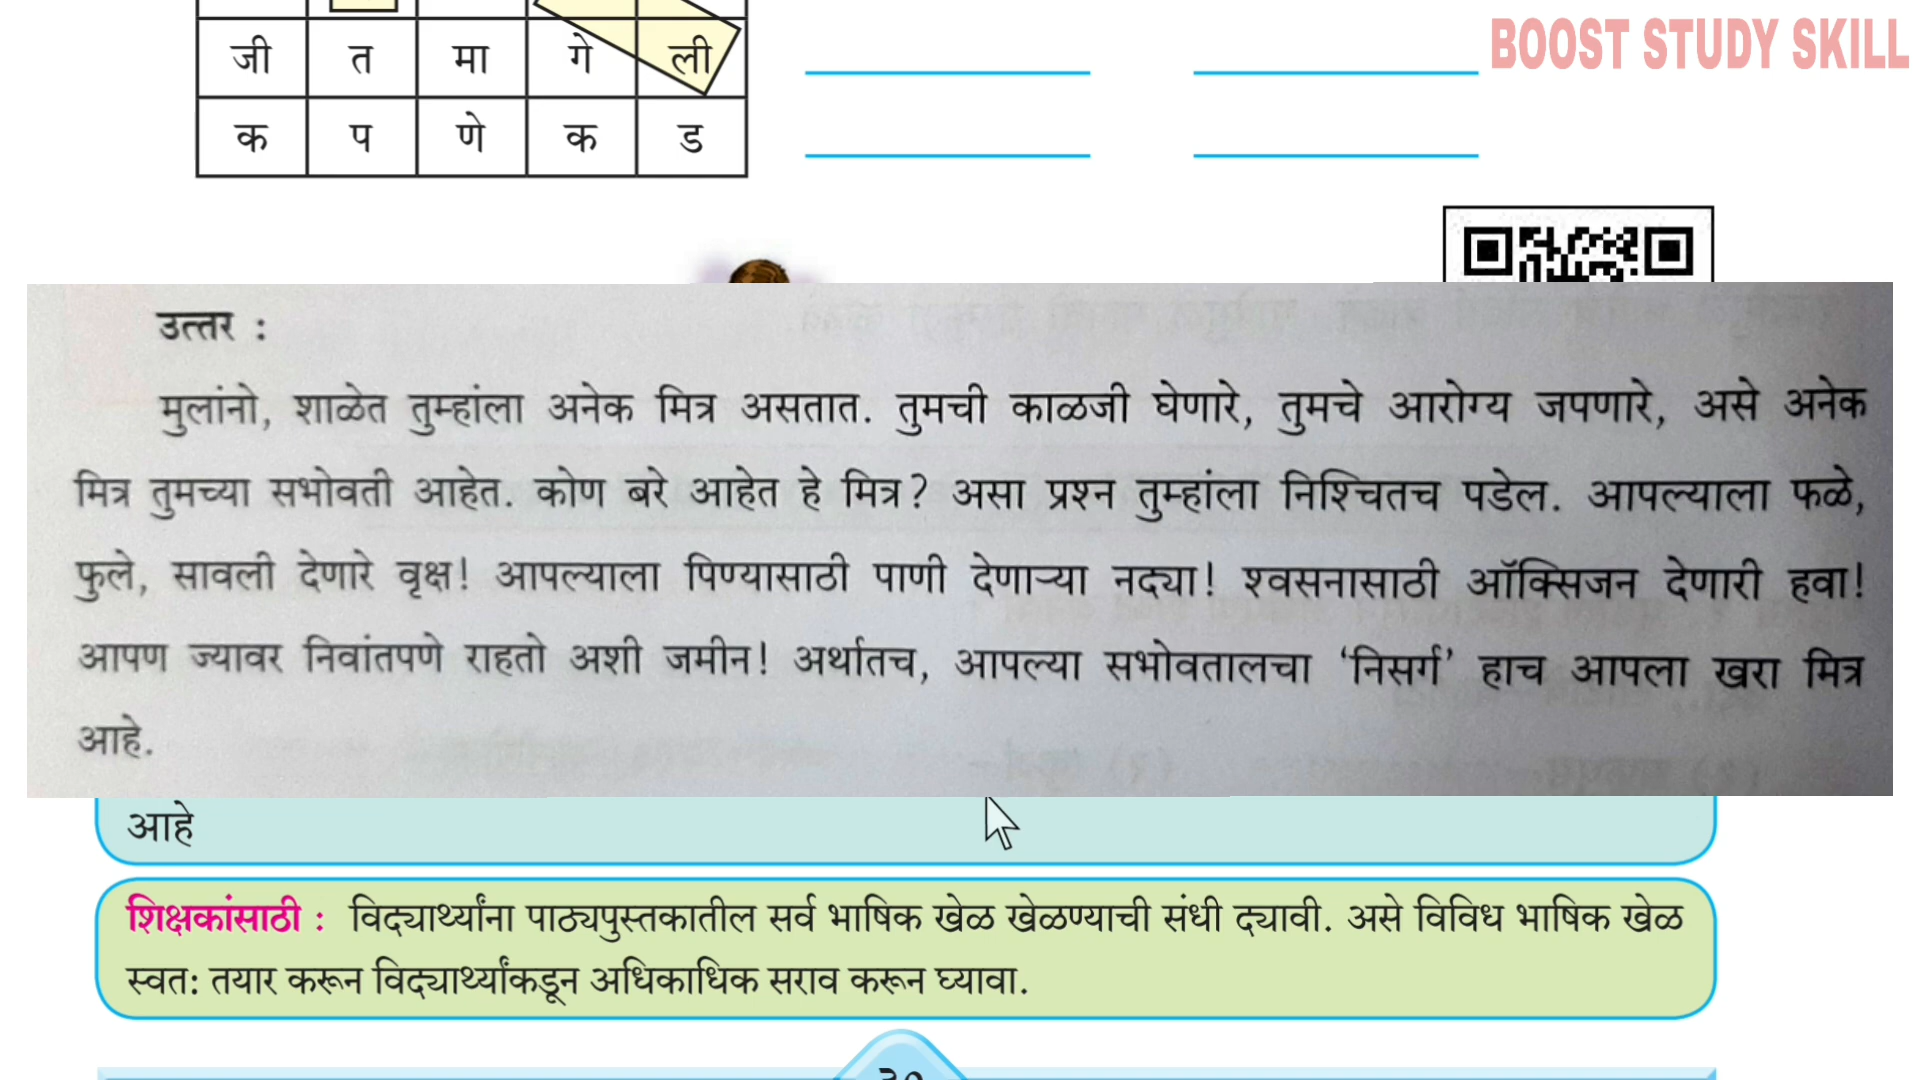 BOOST STUDY SKILL
जी त मा गे ली
क प णे क ड
उत्तर :
मुलांनो, शाळेत तुम्हांला अनेक मित्र असतात. तुमची काळजी घेणारे, तुमचे आरोग्य जपणारे, असे अनेक
मित्र तुमच्या सभोवती आहेत. कोण बरे आहेत हे मित्र? असा प्रश्न तुम्हांला निश्चितच पडेल. आपल्याला फळे,
फुले, सावली देणारे वृक्ष! आपल्याला पिण्यासाठी पाणी देणाऱ्या नद्या! श्वसनासाठी ऑक्सिजन देणारी हवा!
आपण ज्यावर निवांतपणे राहतो अशी जमीन! अर्थातच, आपल्या सभोवतालचा ‘निसर्ग’ हाच आपला खरा मित्र
आहे.
आहे
शिक्षकांसाठी : विद्यार्थ्यांना पाठ्यपुस्तकातील सर्व भाषिक खेळ खेळण्याची संधी द्यावी. असे विविध भाषिक खेळ
स्वतः तयार करून विद्यार्थ्यांकडून अधिकाधिक सराव करून घ्यावा.